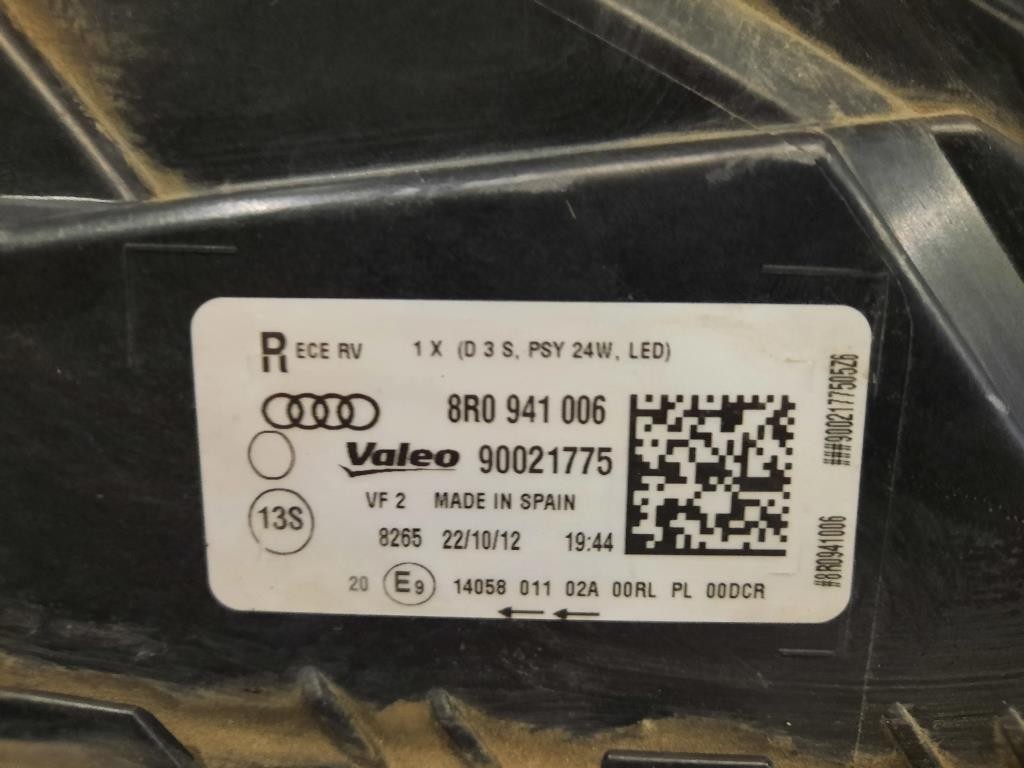 R ECE RV 1 X (D 3 S, PSY 24W, LED)
8R0 941 006
Valeo 90021775
VF 2 MADE IN SPAIN
13S
8265 22/10/12 19:44
20 E9 14058 011 02A 00RL PL 00DCR
###9002177505Z6
#8R0941006